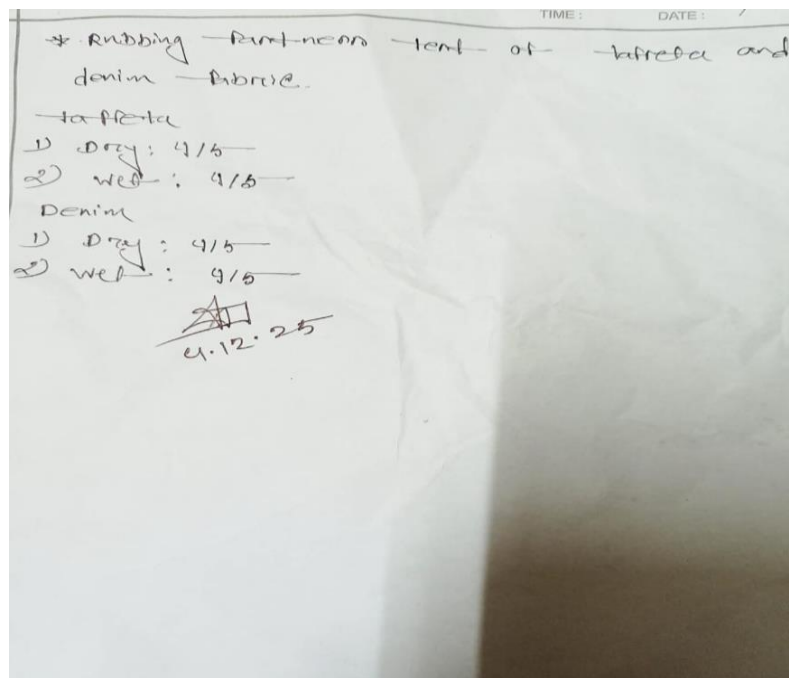 TIME : DATE : /
* Rubbing fastness test of taffeta and
denim fabric.
taffeta
1) Dry : 4/5
2) wet : 4/5
Denim
1) Dry : 4/5
2) wet : 4/5
4.12.25